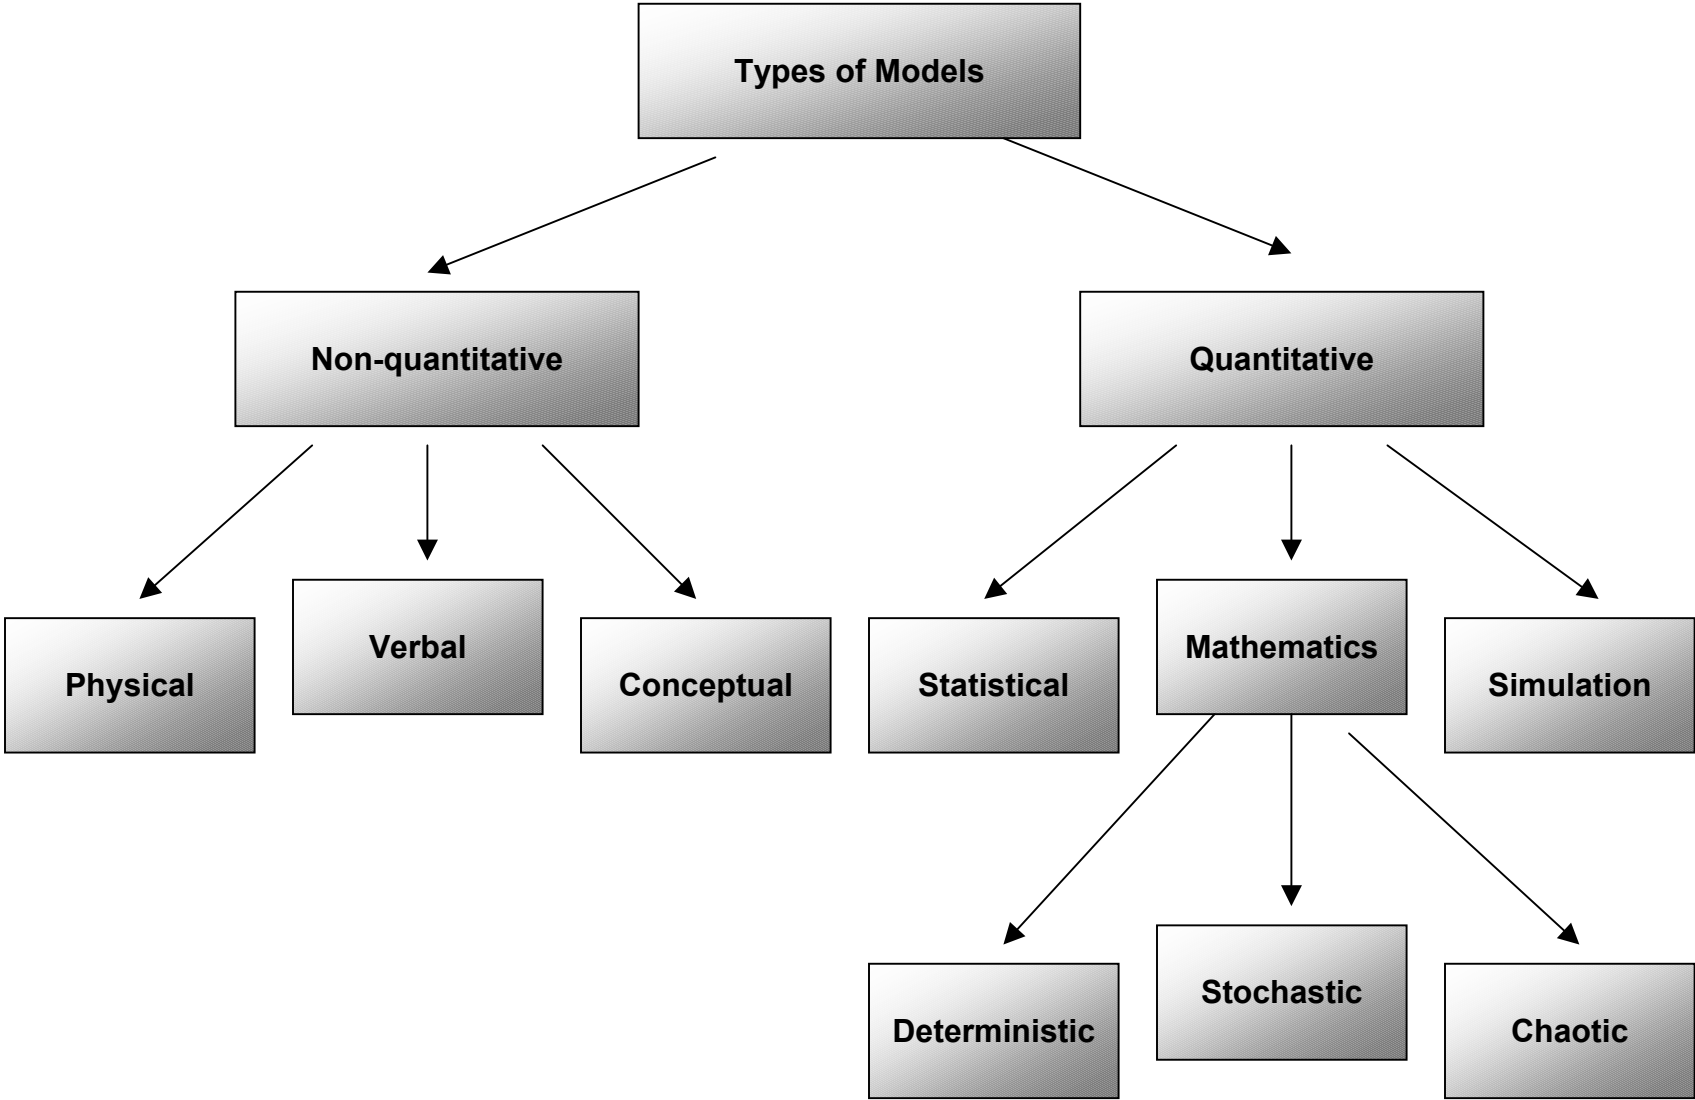 Types of Models
Non-quantitative
Quantitative
Physical
Verbal
Conceptual
Statistical
Mathematics
Simulation
Deterministic
Stochastic
Chaotic